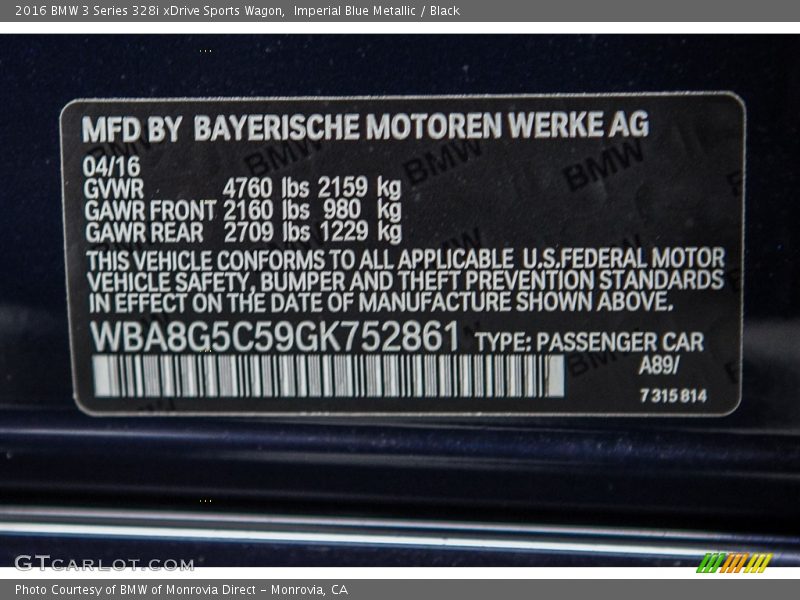 2016 BMW 3 Series 328i xDrive Sports Wagon,  Imperial Blue Metallic / Black
MFD BY BAYERISCHE MOTOREN WERKE AG
04/16
GVWR 4760 lbs 2159 kg
GAWR FRONT 2160 lbs 980 kg
GAWR REAR 2709 lbs 1229 kg
THIS VEHICLE CONFORMS TO ALL APPLICABLE U.S.FEDERAL MOTOR
VEHICLE SAFETY, BUMPER AND THEFT PREVENTION STANDARDS
IN EFFECT ON THE DATE OF MANUFACTURE SHOWN ABOVE.
WBA8G5C59GK752861 TYPE: PASSENGER CAR
A89/
7 315 814
BMW BMW BMW
GTCARLOT.COM
Photo Courtesy of BMW of Monrovia Direct – Monrovia, CA